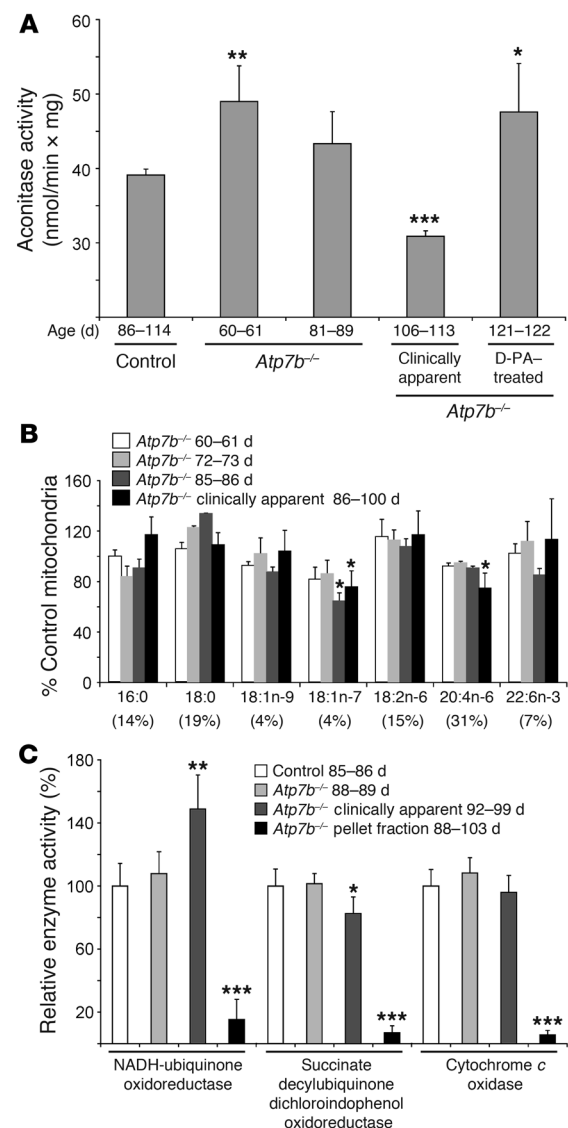 A
Aconitase activity
(nmol/min × mg)
60
50
40
30
** 
*
***
Age (d)
86–114
60–61
81–89
106–113
121–122
Control
Atp7b–/–
Clinically
apparent
D-PA–
treated
Atp7b–/–
B
Atp7b–/– 60–61 d
Atp7b–/– 72–73 d
Atp7b–/– 85–86 d
Atp7b–/– clinically apparent 86–100 d
% Control mitochondria
160
120
80
40
0
*
*
*
16:0
18:0
18:1n-9
18:1n-7
18:2n-6
20:4n-6
22:6n-3
(14%)
(19%)
(4%)
(4%)
(15%)
(31%)
(7%)
C
Control 85–86 d
Atp7b–/– 88–89 d
Atp7b–/– clinically apparent 92–99 d
Atp7b–/– pellet fraction 88–103 d
Relative enzyme activity (%)
180
140
100
60
20
**
***
*
***
***
NADH-ubiquinone
oxidoreductase
Succinate
decylubiquinone
dichloroindophenol
oxidoreductase
Cytochrome c
oxidase